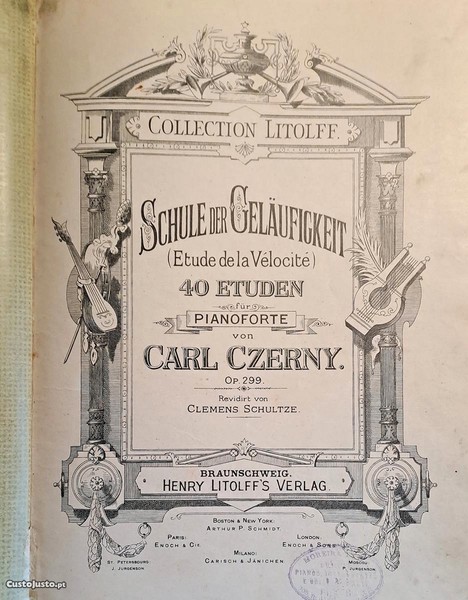 COLLECTION LITOLFF.
SCHULE DER GELÄUFIGKEIT
(Etude de la Vélocité)
40 ETUDEN
für
PIANOFORTE
von
CARL CZERNY.
Op. 299.
Revidirt von
CLEMENS SCHULTZE.
BRAUNSCHWEIG.
HENRY LITOLFF'S VERLAG.
BOSTON & NEW YORK:
ARTHUR P. SCHMIDT
PARIS:
ENOCH & Cie.
LONDON:
ENOCH & SONS
ST. PETERSBOURG:
J. JURGENSON
MILANO:
CARISCH & JÄNICHEN
MOSCOU
P. JURGENSON.
CustoJusto.pt